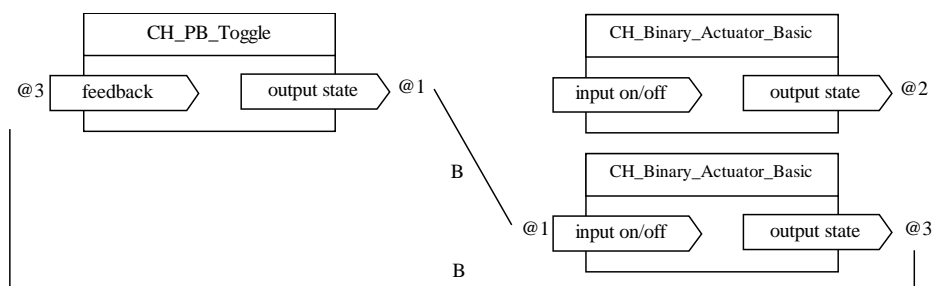 CH_PB_Toggle
CH_Binary_Actuator_Basic
@3 feedback output state @1
input on/off output state @2
B
CH_Binary_Actuator_Basic
@1 input on/off output state @3
B